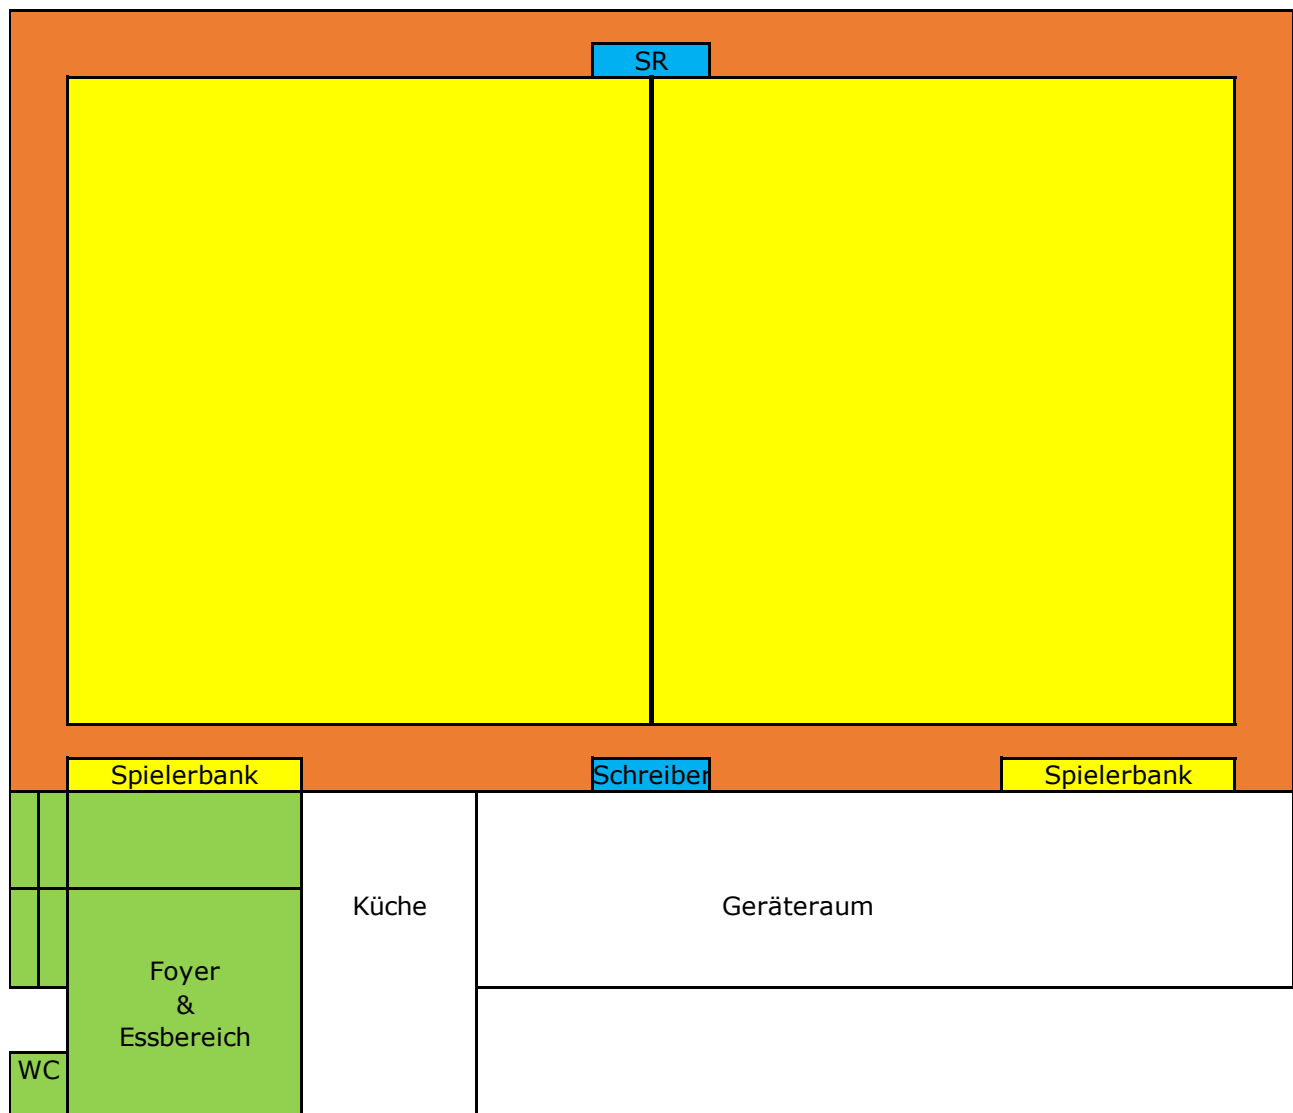 SR
Spielerbank
Schreiber
Spielerbank
Küche
Geräteraum
Foyer
&
Essbereich
WC